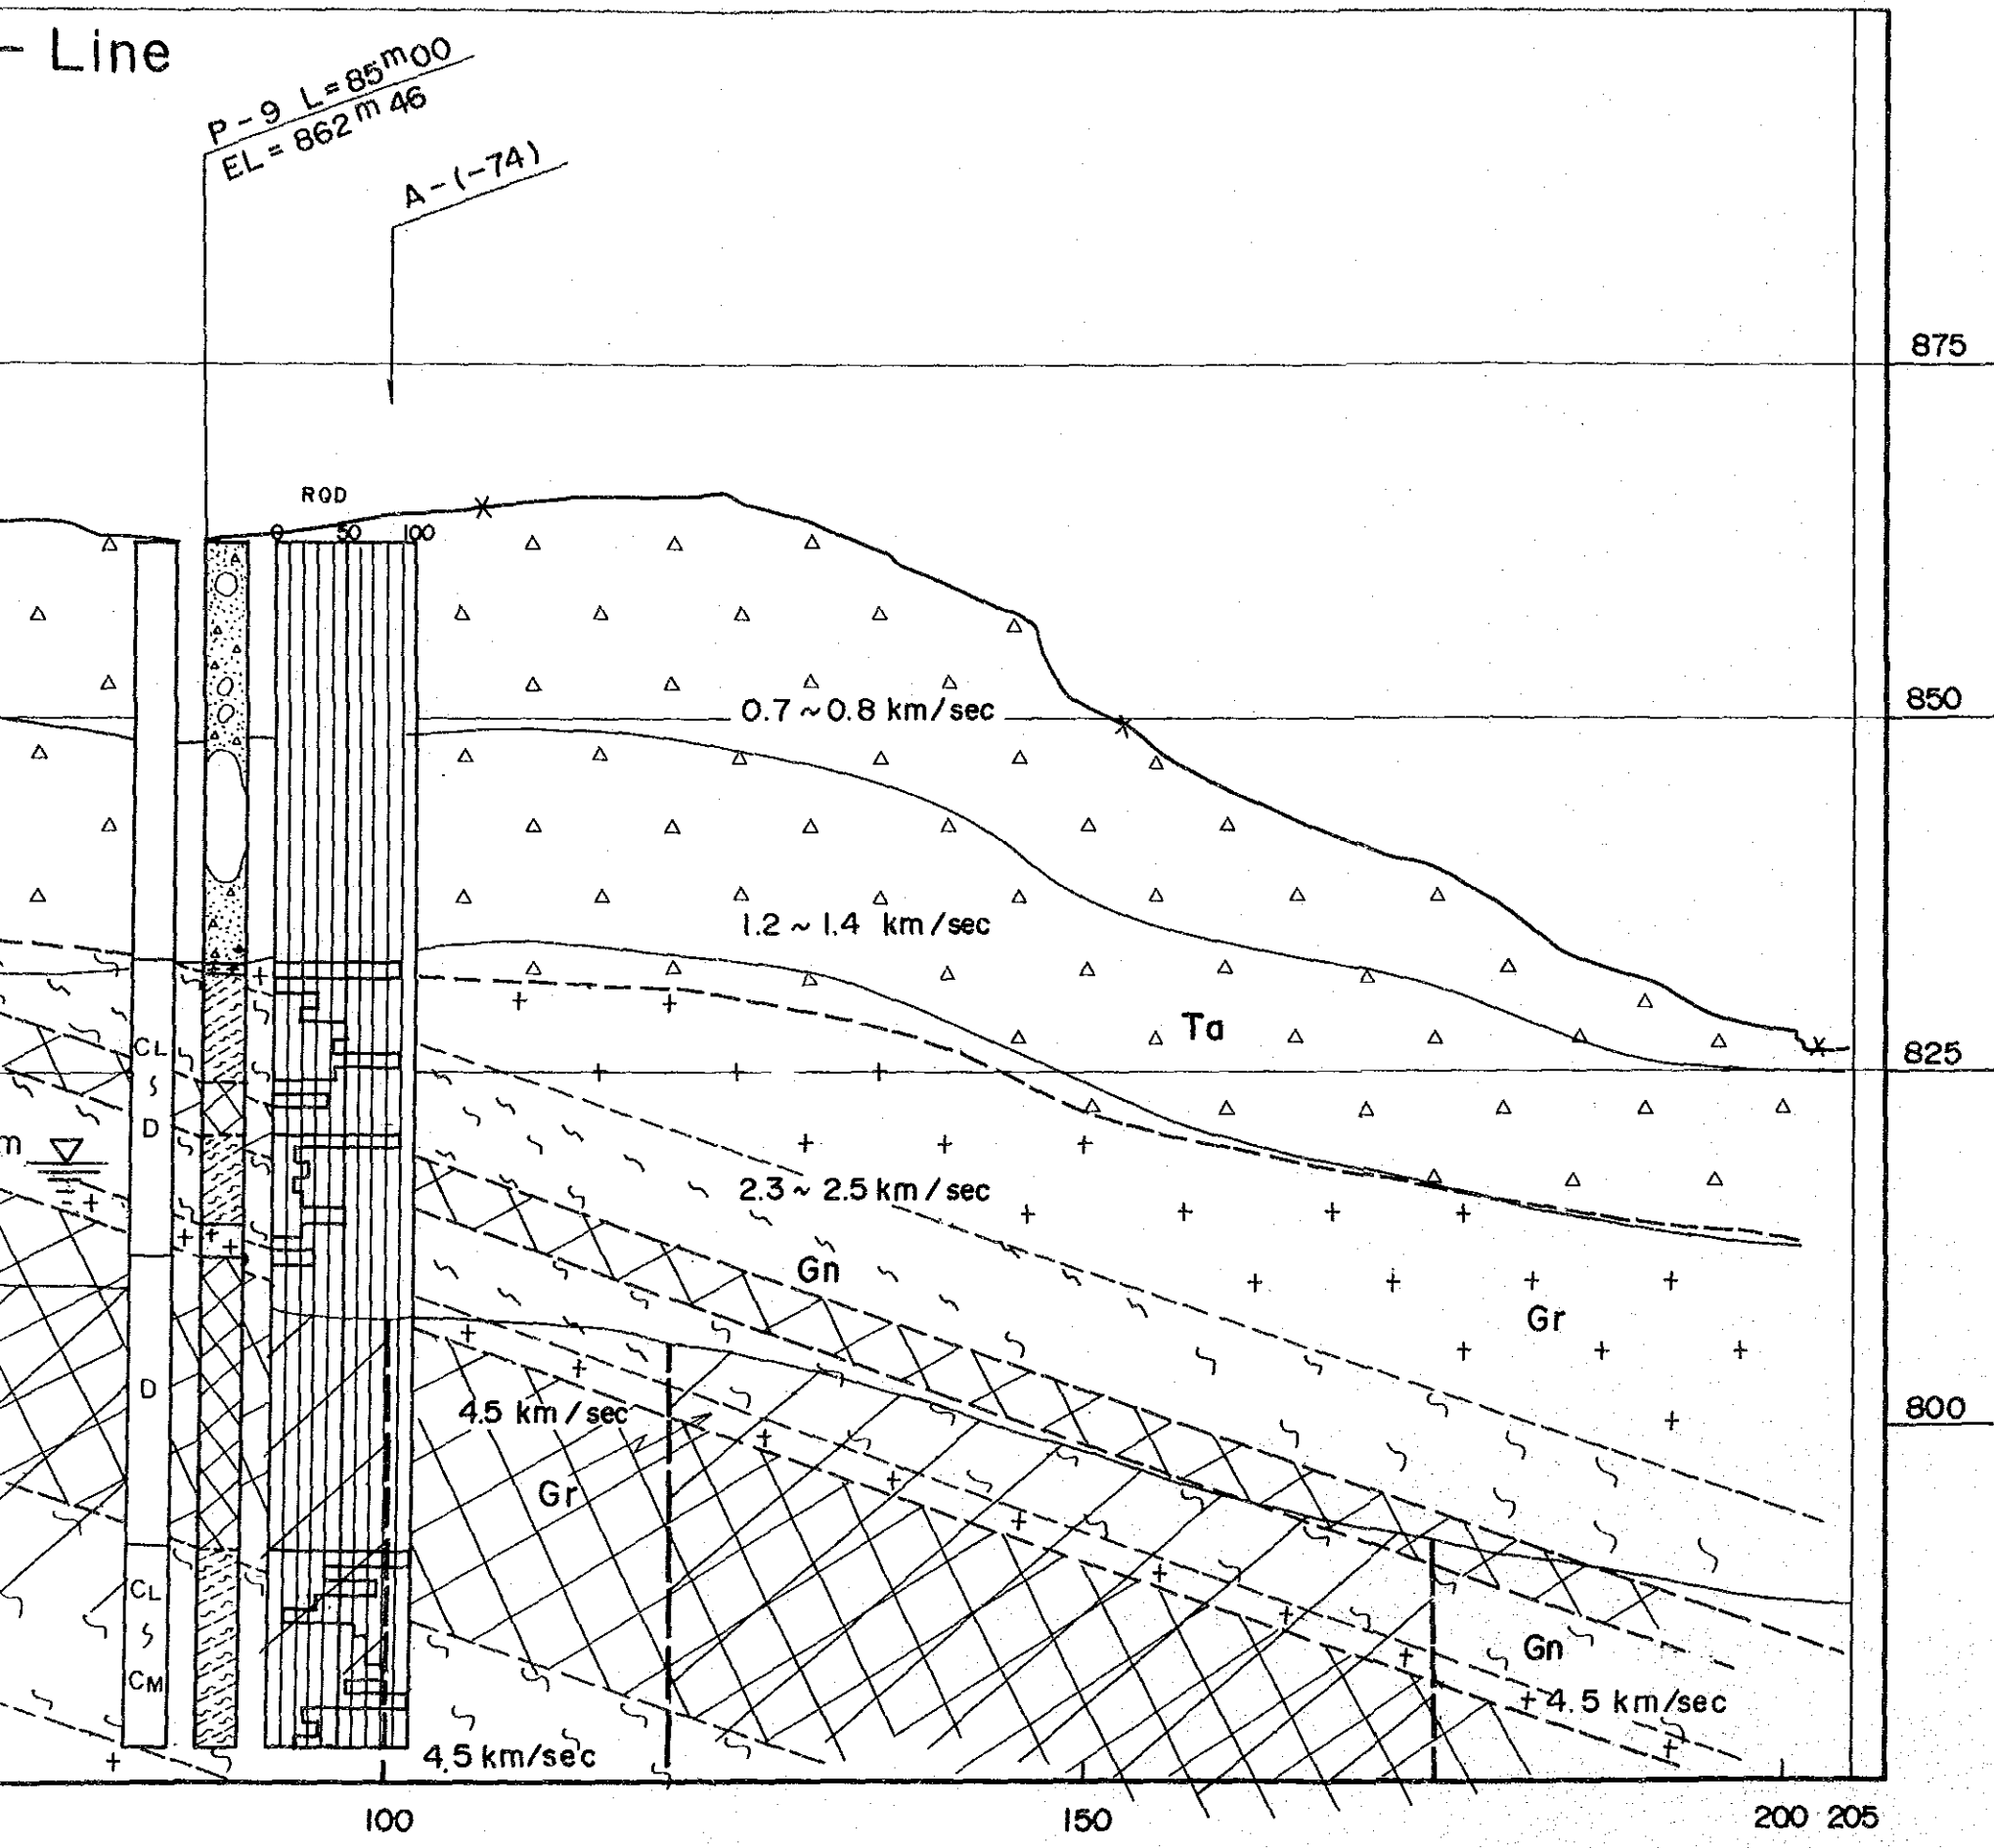 - Line
P-9 L=85m00
EL=862m46
A-(-74)
875
RQD
0 50 100
0.7~0.8 km/sec
850
1.2~1.4 km/sec
Ta
CL
825
D
m
2.3~2.5 km/sec
Gn
Gr
D
4.5 km/sec
800
Gr
CL
Gn
CM
4.5 km/sec
4.5 km/sec
100 150 200 205